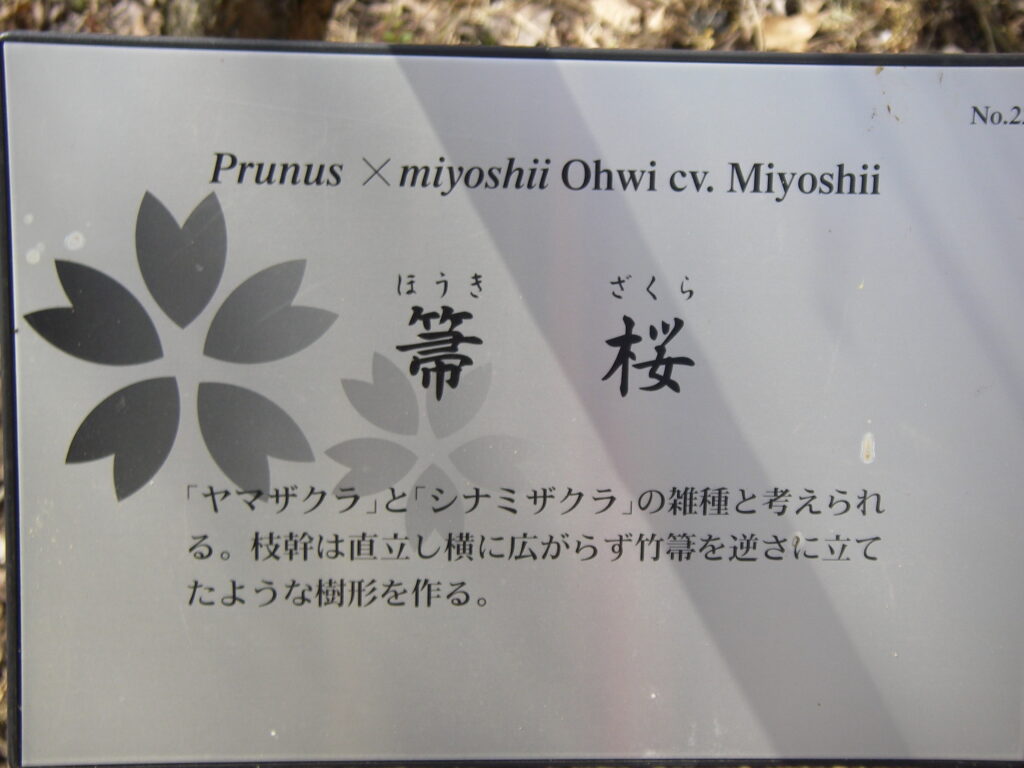 No.2
Prunus × miyoshii Ohwi cv. Miyoshii
ほうき ざくら
箒 桜
「ヤマザクラ」と「シナミザクラ」の雑種と考えられ
る。枝幹は直立し横に広がらず竹箒を逆さに立て
たような樹形を作る。